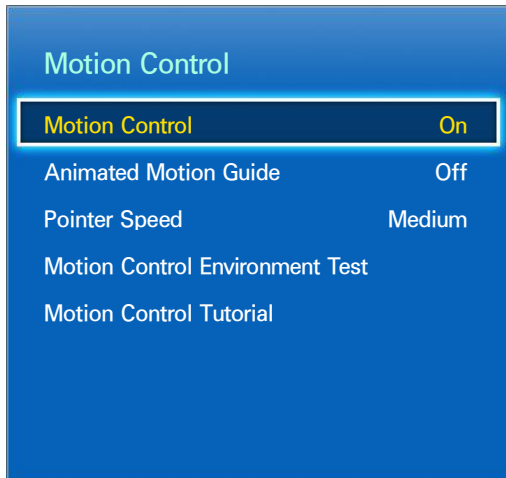 Motion Control
Motion Control On
Animated Motion Guide Off
Pointer Speed Medium
Motion Control Environment Test
Motion Control Tutorial